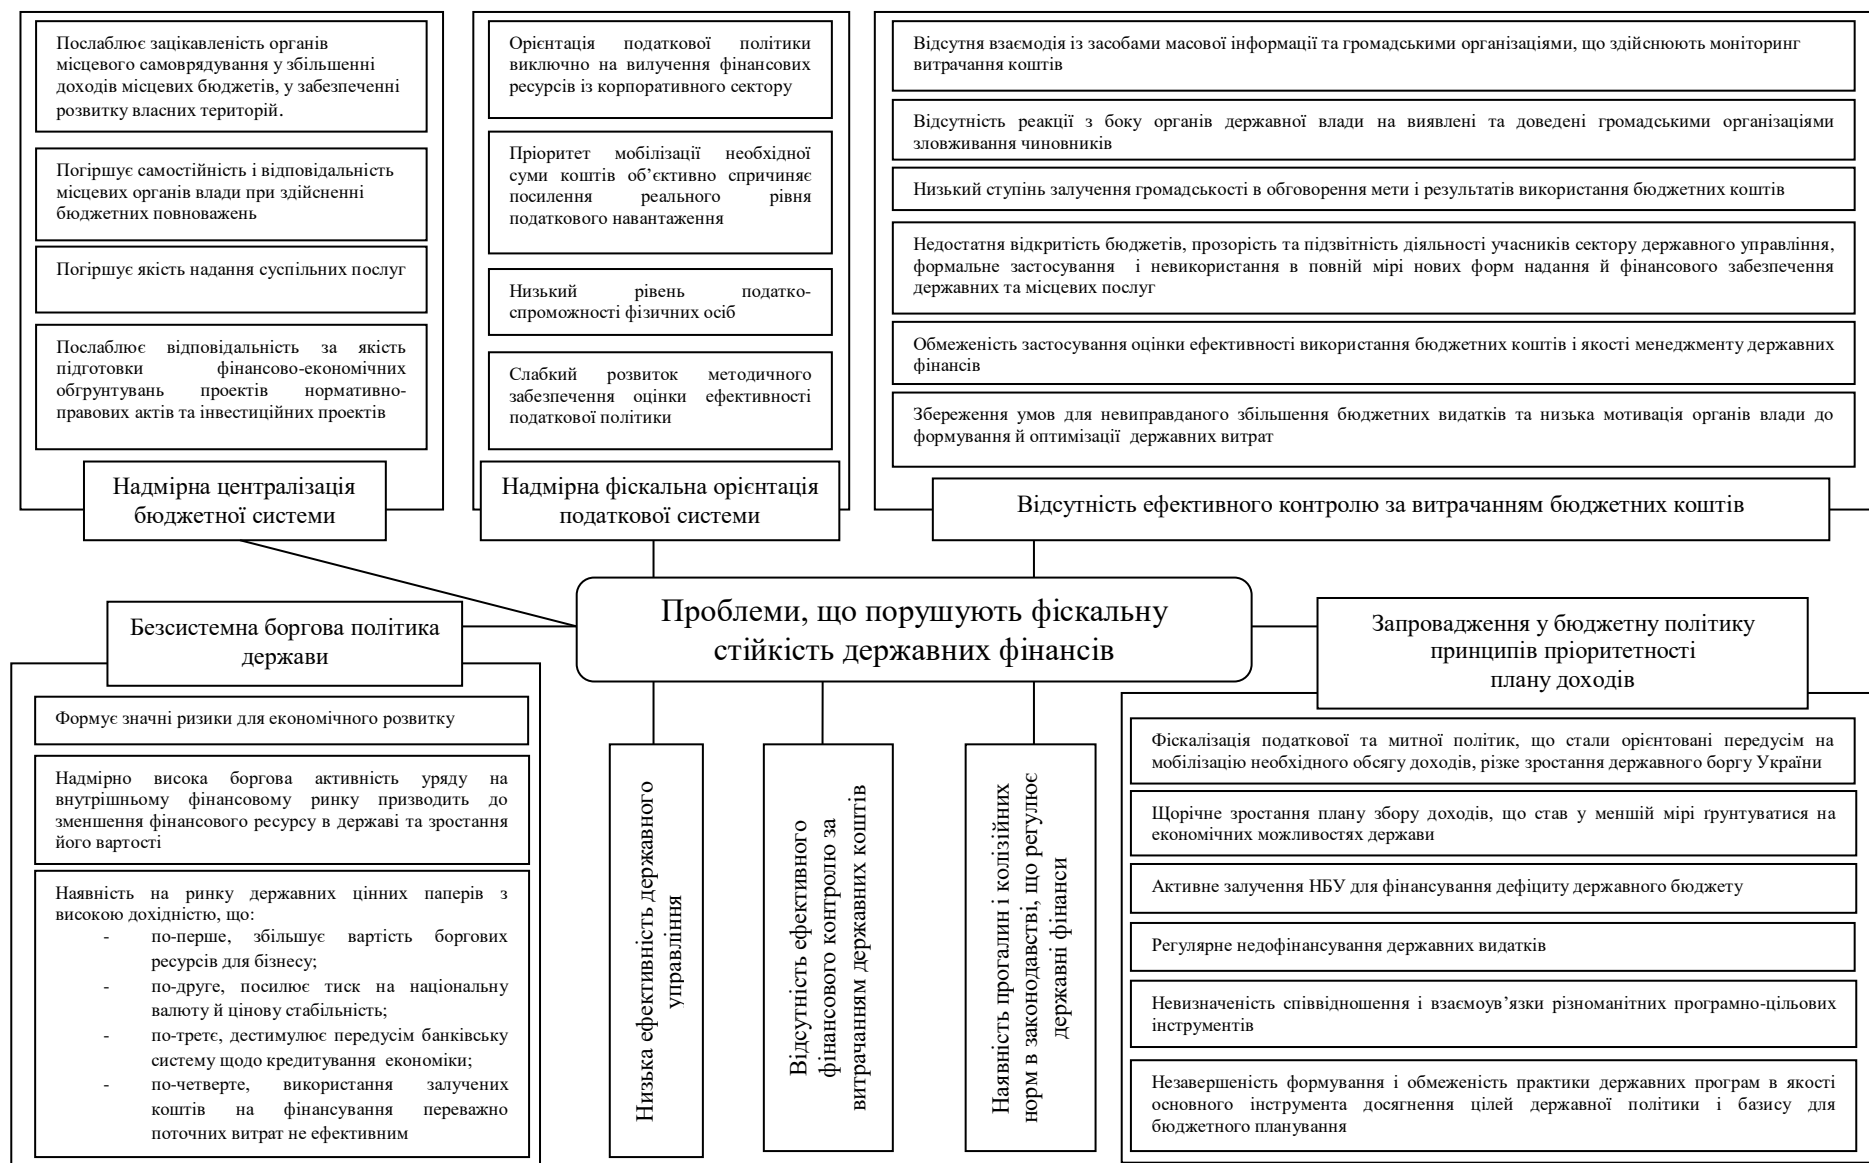 Послаблює зацікавленість органів
місцевого самоврядування у збільшенні
доходів місцевих бюджетів, у забезпеченні
розвитку власних територій.
Погіршує самостійність і відповідальність
місцевих органів влади при здійсненні
бюджетних повноважень
Погіршує якість надання суспільних послуг
Послаблює відповідальність за якість
підготовки фінансово-економічних
обгрунтувань проектів нормативно-
правових актів та інвестиційних проектів
Надмірна централізація
бюджетної системи
Орієнтація податкової політики
виключно на вилучення фінансових
ресурсів із корпоративного сектору
Пріоритет мобілізації необхідної
суми коштів об’єктивно спричиняє
посилення реального рівня
податкового навантаження
Низький рівень податко-
спроможності фізичних осіб
Слабкий розвиток методичного
забезпечення оцінки ефективності
податкової політики
Надмірна фіскальна орієнтація
податкової системи
Відсутня взаємодія із засобами масової інформації та громадськими організаціями, що здійснюють моніторинг
витрачання коштів
Відсутність реакції з боку органів державної влади на виявлені та доведені громадськими організаціями
зловживання чиновників
Низький ступінь залучення громадськості в обговорення мети і результатів використання бюджетних коштів
Недостатня відкритість бюджетів, прозорість та підзвітність діяльності учасників сектору державного управління,
формальне застосування і невикористання в повній мірі нових форм надання й фінансового забезпечення
державних та місцевих послуг
Обмеженість застосування оцінки ефективності використання бюджетних коштів і якості менеджменту державних
фінансів
Збереження умов для невиправданого збільшення бюджетних видатків та низька мотивація органів влади до
формування й оптимізації державних витрат
Відсутність ефективного контролю за витрачанням бюджетних коштів
Проблеми, що порушують фіскальну
стійкість державних фінансів
Безсистемна боргова політика
держави
Формує значні ризики для економічного розвитку
Надмірно висока боргова активність уряду на
внутрішньому фінансовому ринку призводить до
зменшення фінансового ресурсу в державі та зростання
його вартості
Наявність на ринку державних цінних паперів з
високою дохідністю, що:
- по-перше, збільшує вартість боргових
ресурсів для бізнесу;
- по-друге, посилює тиск на національну
валюту й цінову стабільність;
- по-третє, дестимулює передусім банківську
систему щодо кредитування економіки;
- по-четверте, використання залучених
коштів на фінансування переважно
поточних витрат не ефективним
Низька ефективність державного
управління
Відсутність ефективного
фінансового контролю за
витрачанням державних коштів
Наявність прогалин і колізійних
норм в законодавстві, що регулює
державні фінанси
Запровадження у бюджетну політику
принципів пріоритетності
плану доходів
Фіскалізація податкової та митної політик, що стали орієнтовані передусім на
мобілізацію необхідного обсягу доходів, різке зростання державного боргу України
Щорічне зростання плану збору доходів, що став у меншій мірі ґрунтуватися на
економічних можливостях держави
Активне залучення НБУ для фінансування дефіциту державного бюджету
Регулярне недофінансування державних видатків
Невизначеність співвідношення і взаємоув’язки різноманітних програмно-цільових
інструментів
Незавершеність формування і обмеженість практики державних програм в якості
основного інструмента досягнення цілей державної політики і базису для
бюджетного планування